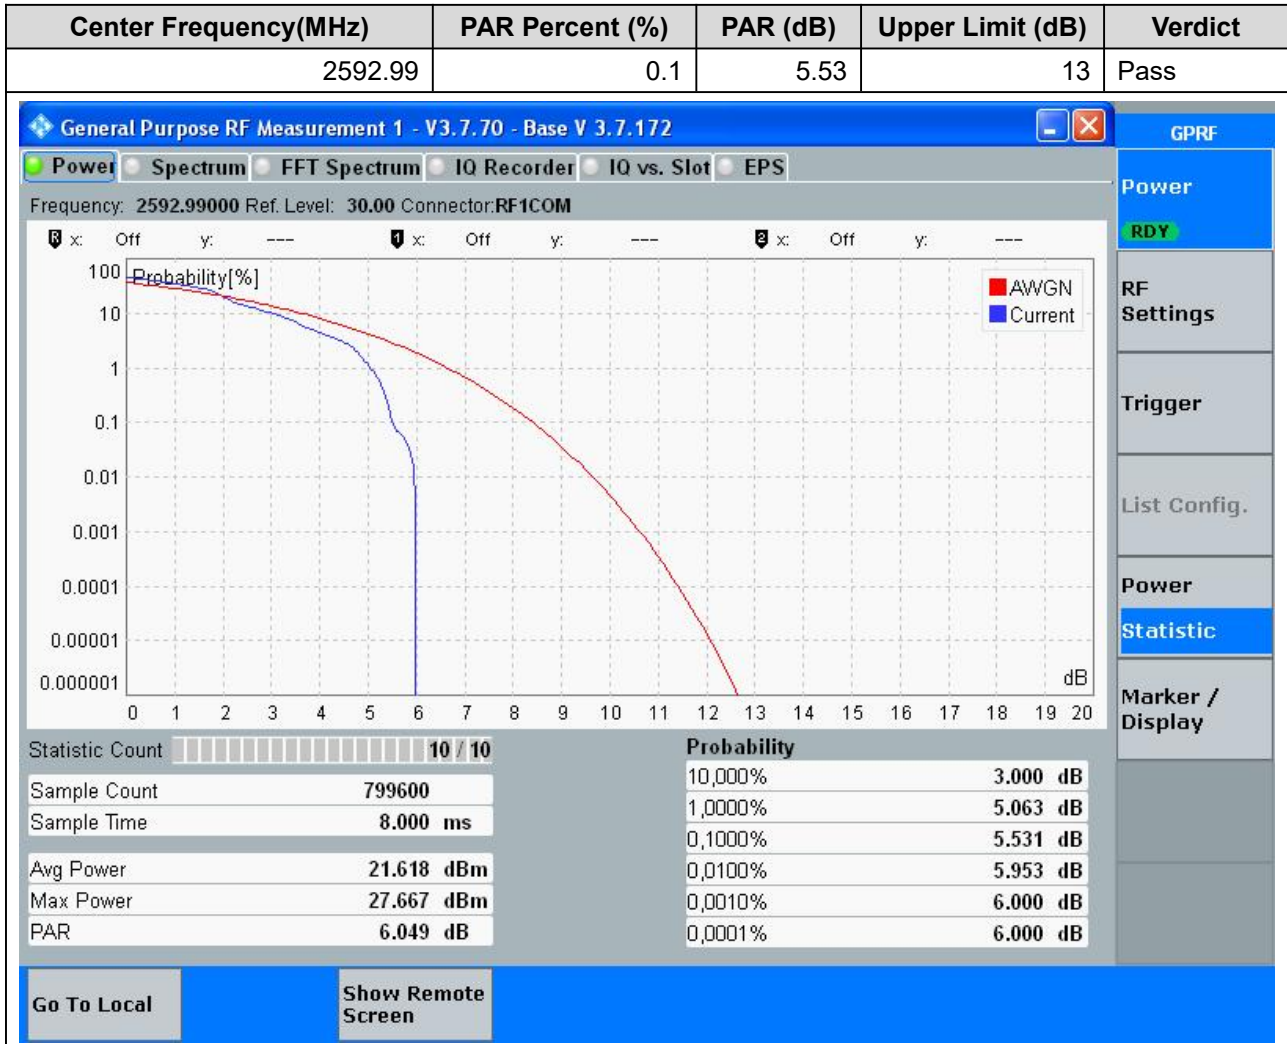 Center Frequency(MHz) PAR Percent (%) PAR (dB) Upper Limit (dB) Verdict
2592.99 0.1 5.53 13 Pass
General Purpose RF Measurement 1 - V3.7.70 - Base V 3.7.172
GPRF
Power Spectrum FFT Spectrum IQ Recorder IQ vs. Slot EPS
Power
RDY
Frequency: 2592.99000 Ref. Level: 30.00 Connector:RF1COM
R x: Off y: --- 1 x: Off y: --- 2 x: Off y: ---
Probability[%]
100
10
1
0.1
0.01
0.001
0.0001
0.00001
0.000001
AWGN
Current
dB
0 1 2 3 4 5 6 7 8 9 10 11 12 13 14 15 16 17 18 19 20
RF
Settings
Trigger
List Config.
Power
Statistic
Marker /
Display
Statistic Count 10 / 10
Sample Count 799600
Sample Time 8.000 ms
Avg Power 21.618 dBm
Max Power 27.667 dBm
PAR 6.049 dB
Probability
10,000% 3.000 dB
1,0000% 5.063 dB
0,1000% 5.531 dB
0,0100% 5.953 dB
0,0010% 6.000 dB
0,0001% 6.000 dB
Go To Local
Show Remote
Screen